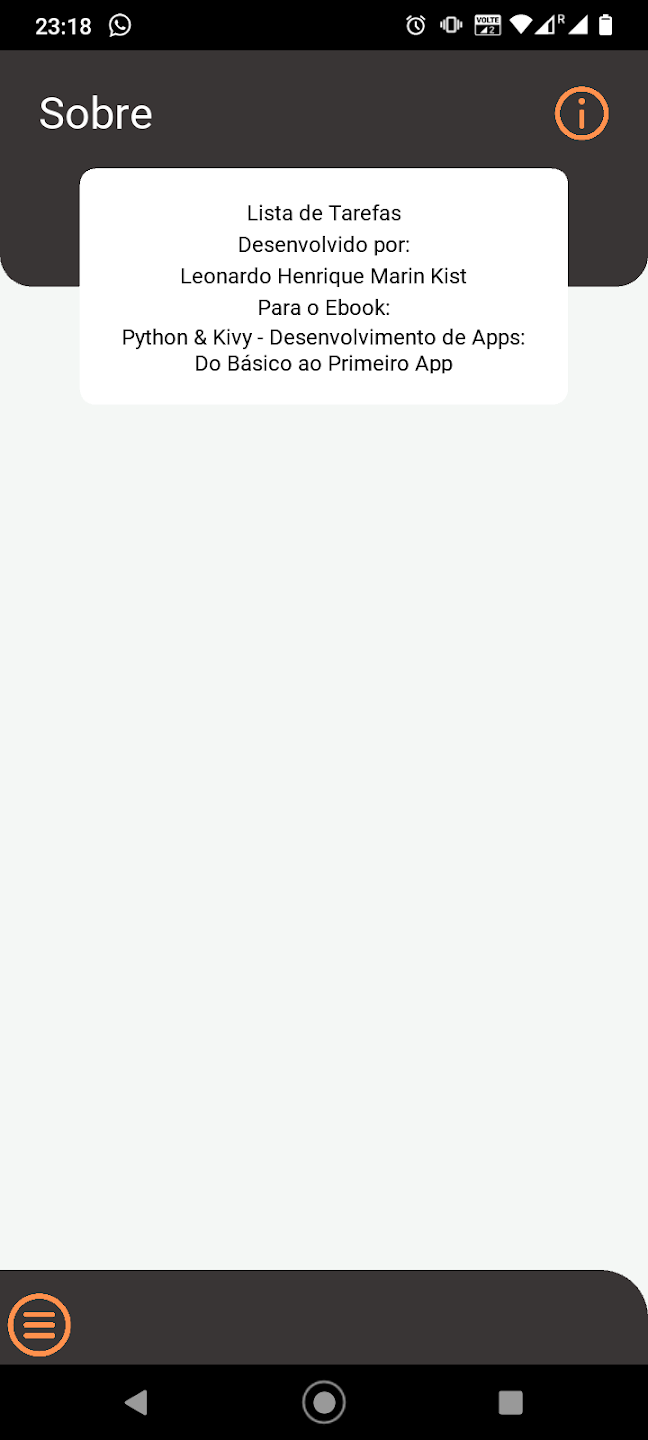 23:18
VOLTE
2
R
Sobre
Lista de Tarefas
Desenvolvido por:
Leonardo Henrique Marin Kist
Para o Ebook:
Python & Kivy - Desenvolvimento de Apps:
Do Básico ao Primeiro App